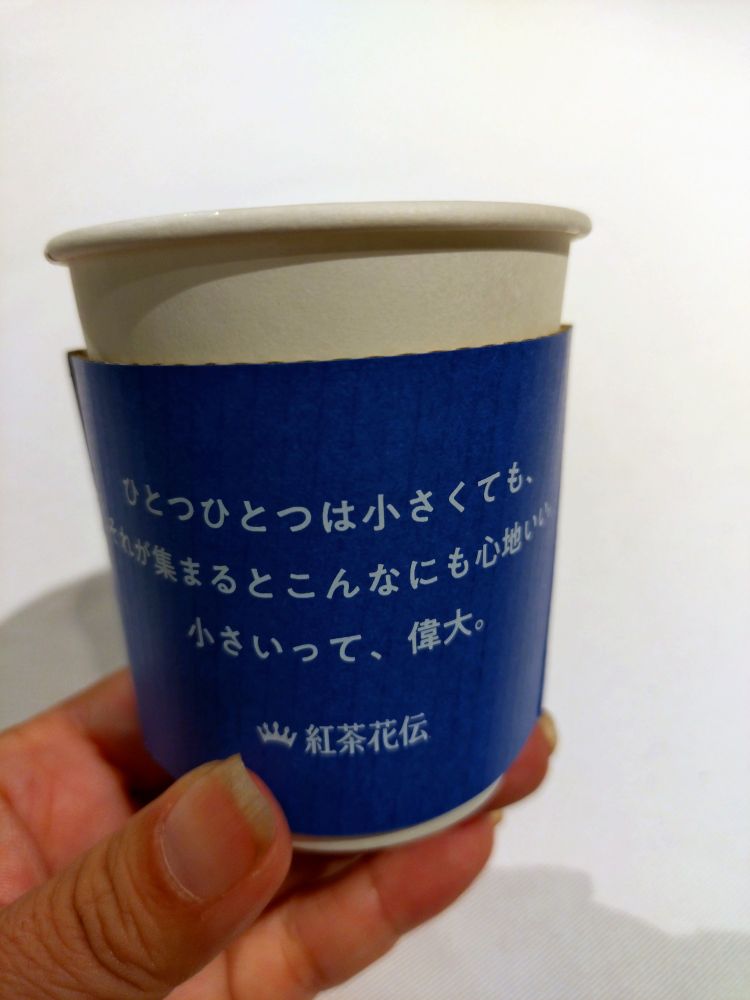 ひとつひとつは小さくても、
それが集まるとこんなにも心地いい。
小さいって、偉大。
紅茶花伝